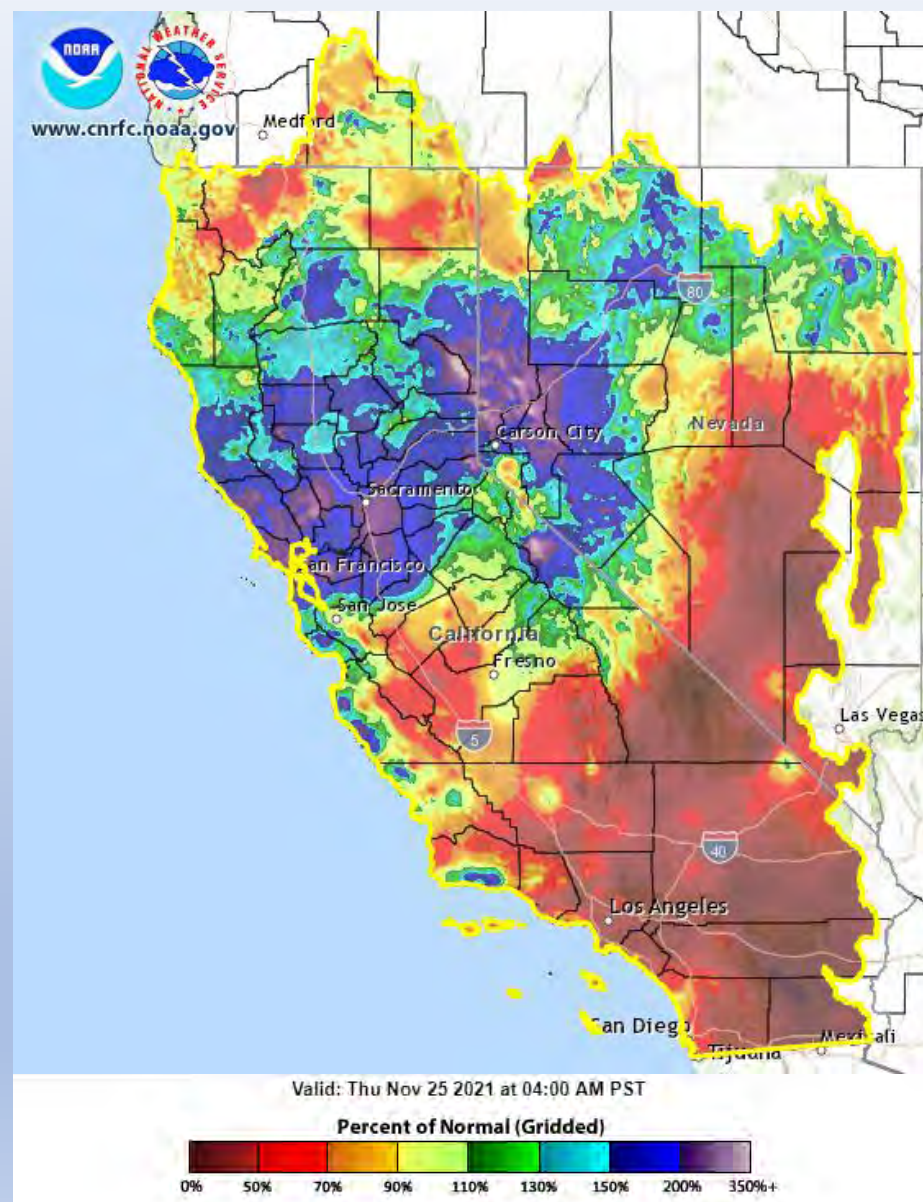 NOAA
NATIONAL WEATHER SERVICE
www.cnrfc.noaa.gov
Medford
80
Nevada
Carson City
Sacramento
San Francisco
San Jose
California
Fresno
Las Vegas
5
40
Los Angeles
San Diego
Tijuana
Mexicali
Valid: Thu Nov 25 2021 at 04:00 AM PST
Percent of Normal (Gridded)
0% 50% 70% 90% 110% 130% 150% 200% 350%+